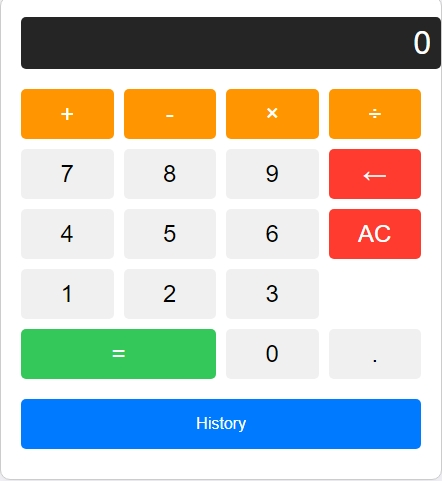 0
+ - × ÷
7 8 9 ←
4 5 6 AC
1 2 3
= 0 .
History